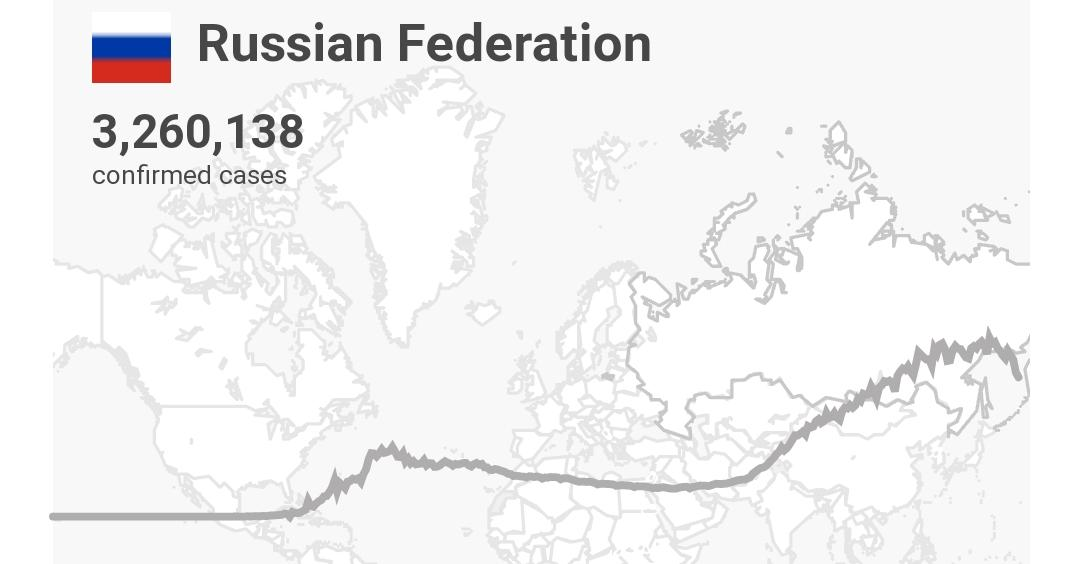 Russian Federation
3,260,138
confirmed cases